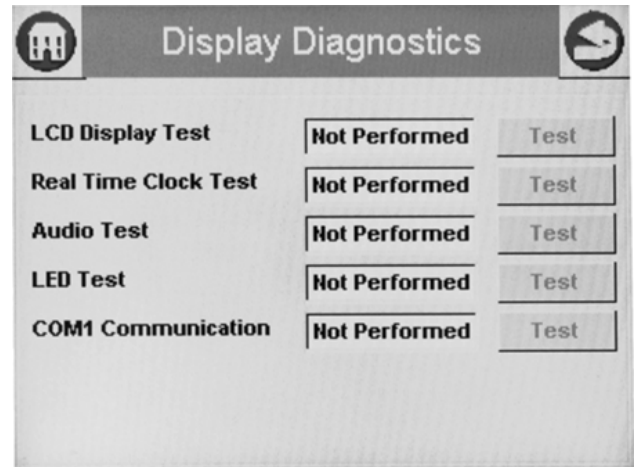 Display Diagnostics
LCD Display Test Not Performed Test
Real Time Clock Test Not Performed Test
Audio Test Not Performed Test
LED Test Not Performed Test
COM1 Communication Not Performed Test